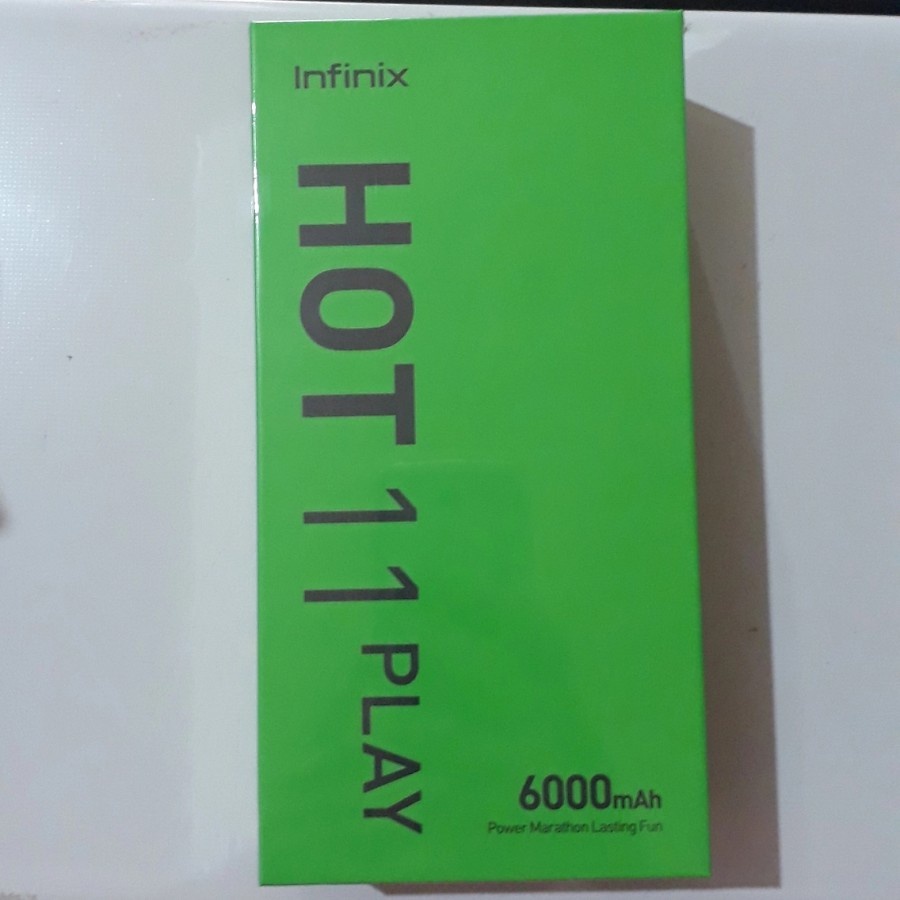 Infinix
HOT 11 PLAY
6000mAh
Power Marathon Lasting Fun